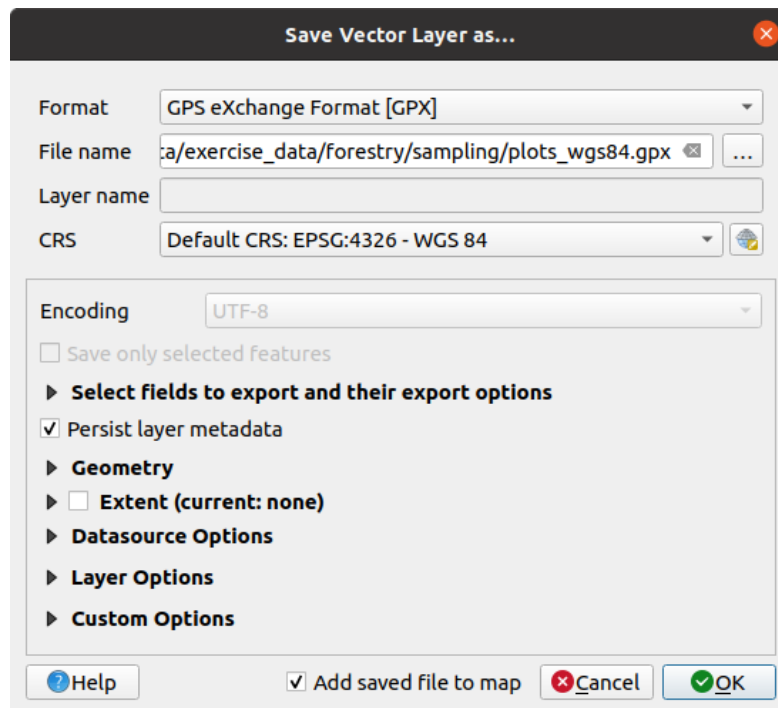 Save Vector Layer as...
Format GPS eXchange Format [GPX]
File name ta/exercise_data/forestry/sampling/plots_wgs84.gpx ...
Layer name
CRS Default CRS: EPSG:4326 - WGS 84
Encoding UTF-8
Save only selected features
Select fields to export and their export options
Persist layer metadata
Geometry
Extent (current: none)
Datasource Options
Layer Options
Custom Options
Help Add saved file to map Cancel OK